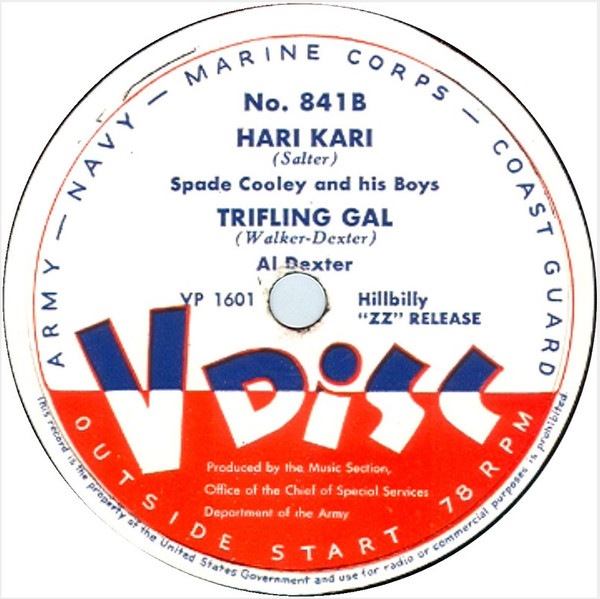 ARMY — NAVY — MARINE CORPS — COAST GUARD
No. 841B
HARI KARI
(Salter)
Spade Cooley and his Boys
TRIFLING GAL
(Walker-Dexter)
Al Dexter
VP 1601
Hillbilly
"ZZ" RELEASE
V DISC
Produced by the Music Section,
Office of the Chief of Special Services
Department of the Army
OUTSIDE START 78 RPM
This record is the property of the United States Government and use for radio or commercial purposes is prohibited.